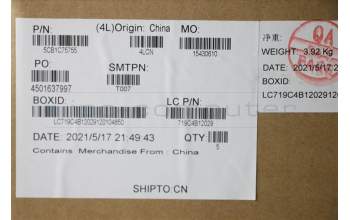 P/N:
(4L)Origin: China
MO:
5CB1C75755
4LCN
15430610
PO:
SMTPN:
4501637997
T007
BOXID:
LC P/N:
LC719C4B12029120104850
719C4B12029
DATE: 2021/5/17 21:49:43
QTY:
5
Contains Merchandise From : China
SHIPTO:CN
净重:
WEIGHT: 3.92 Kg
DATE: 2021/5/17
BOXID:
LC719C4B1202912
QA